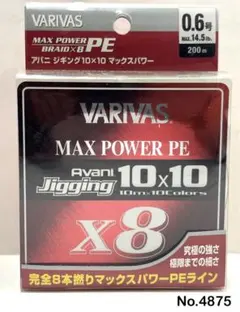 VARIVAS
MAX POWER
BRAID×8 PE
アバニ ジギング10×10 マックスパワー
0.6号
MAX.14.5lb.
200m
VARIVAS
MAX POWER PE
Avani
Jigging 10×10
10m×10Colors
X8
究極の強さ
極限までの細さ
完全8本撚りマックスパワーPEライン
No.4875